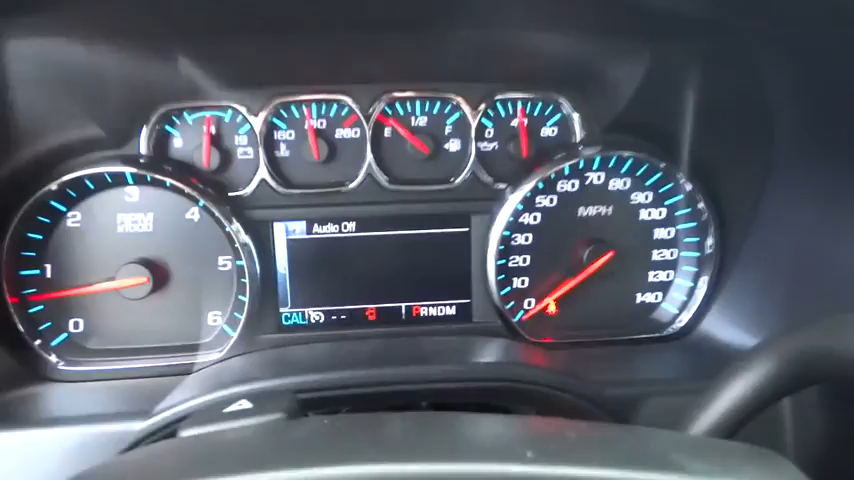 19
160
260
E 1/2 F
0 80
0 1 2 3 4 5 6
RPM
x1000
0 10 20 30 40 50 60 70 80 90 100 110 120 130 140
MPH
Audio Off
CAL -- PRNDM